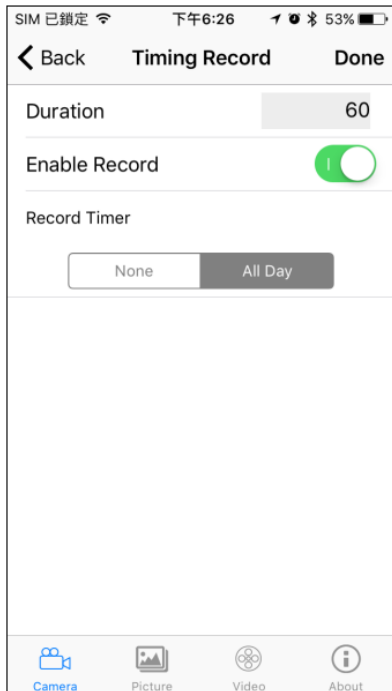 SIM 已鎖定 下午6:26 53%
Back Timing Record Done
Duration 60
Enable Record
Record Timer
None All Day
Camera Picture Video About